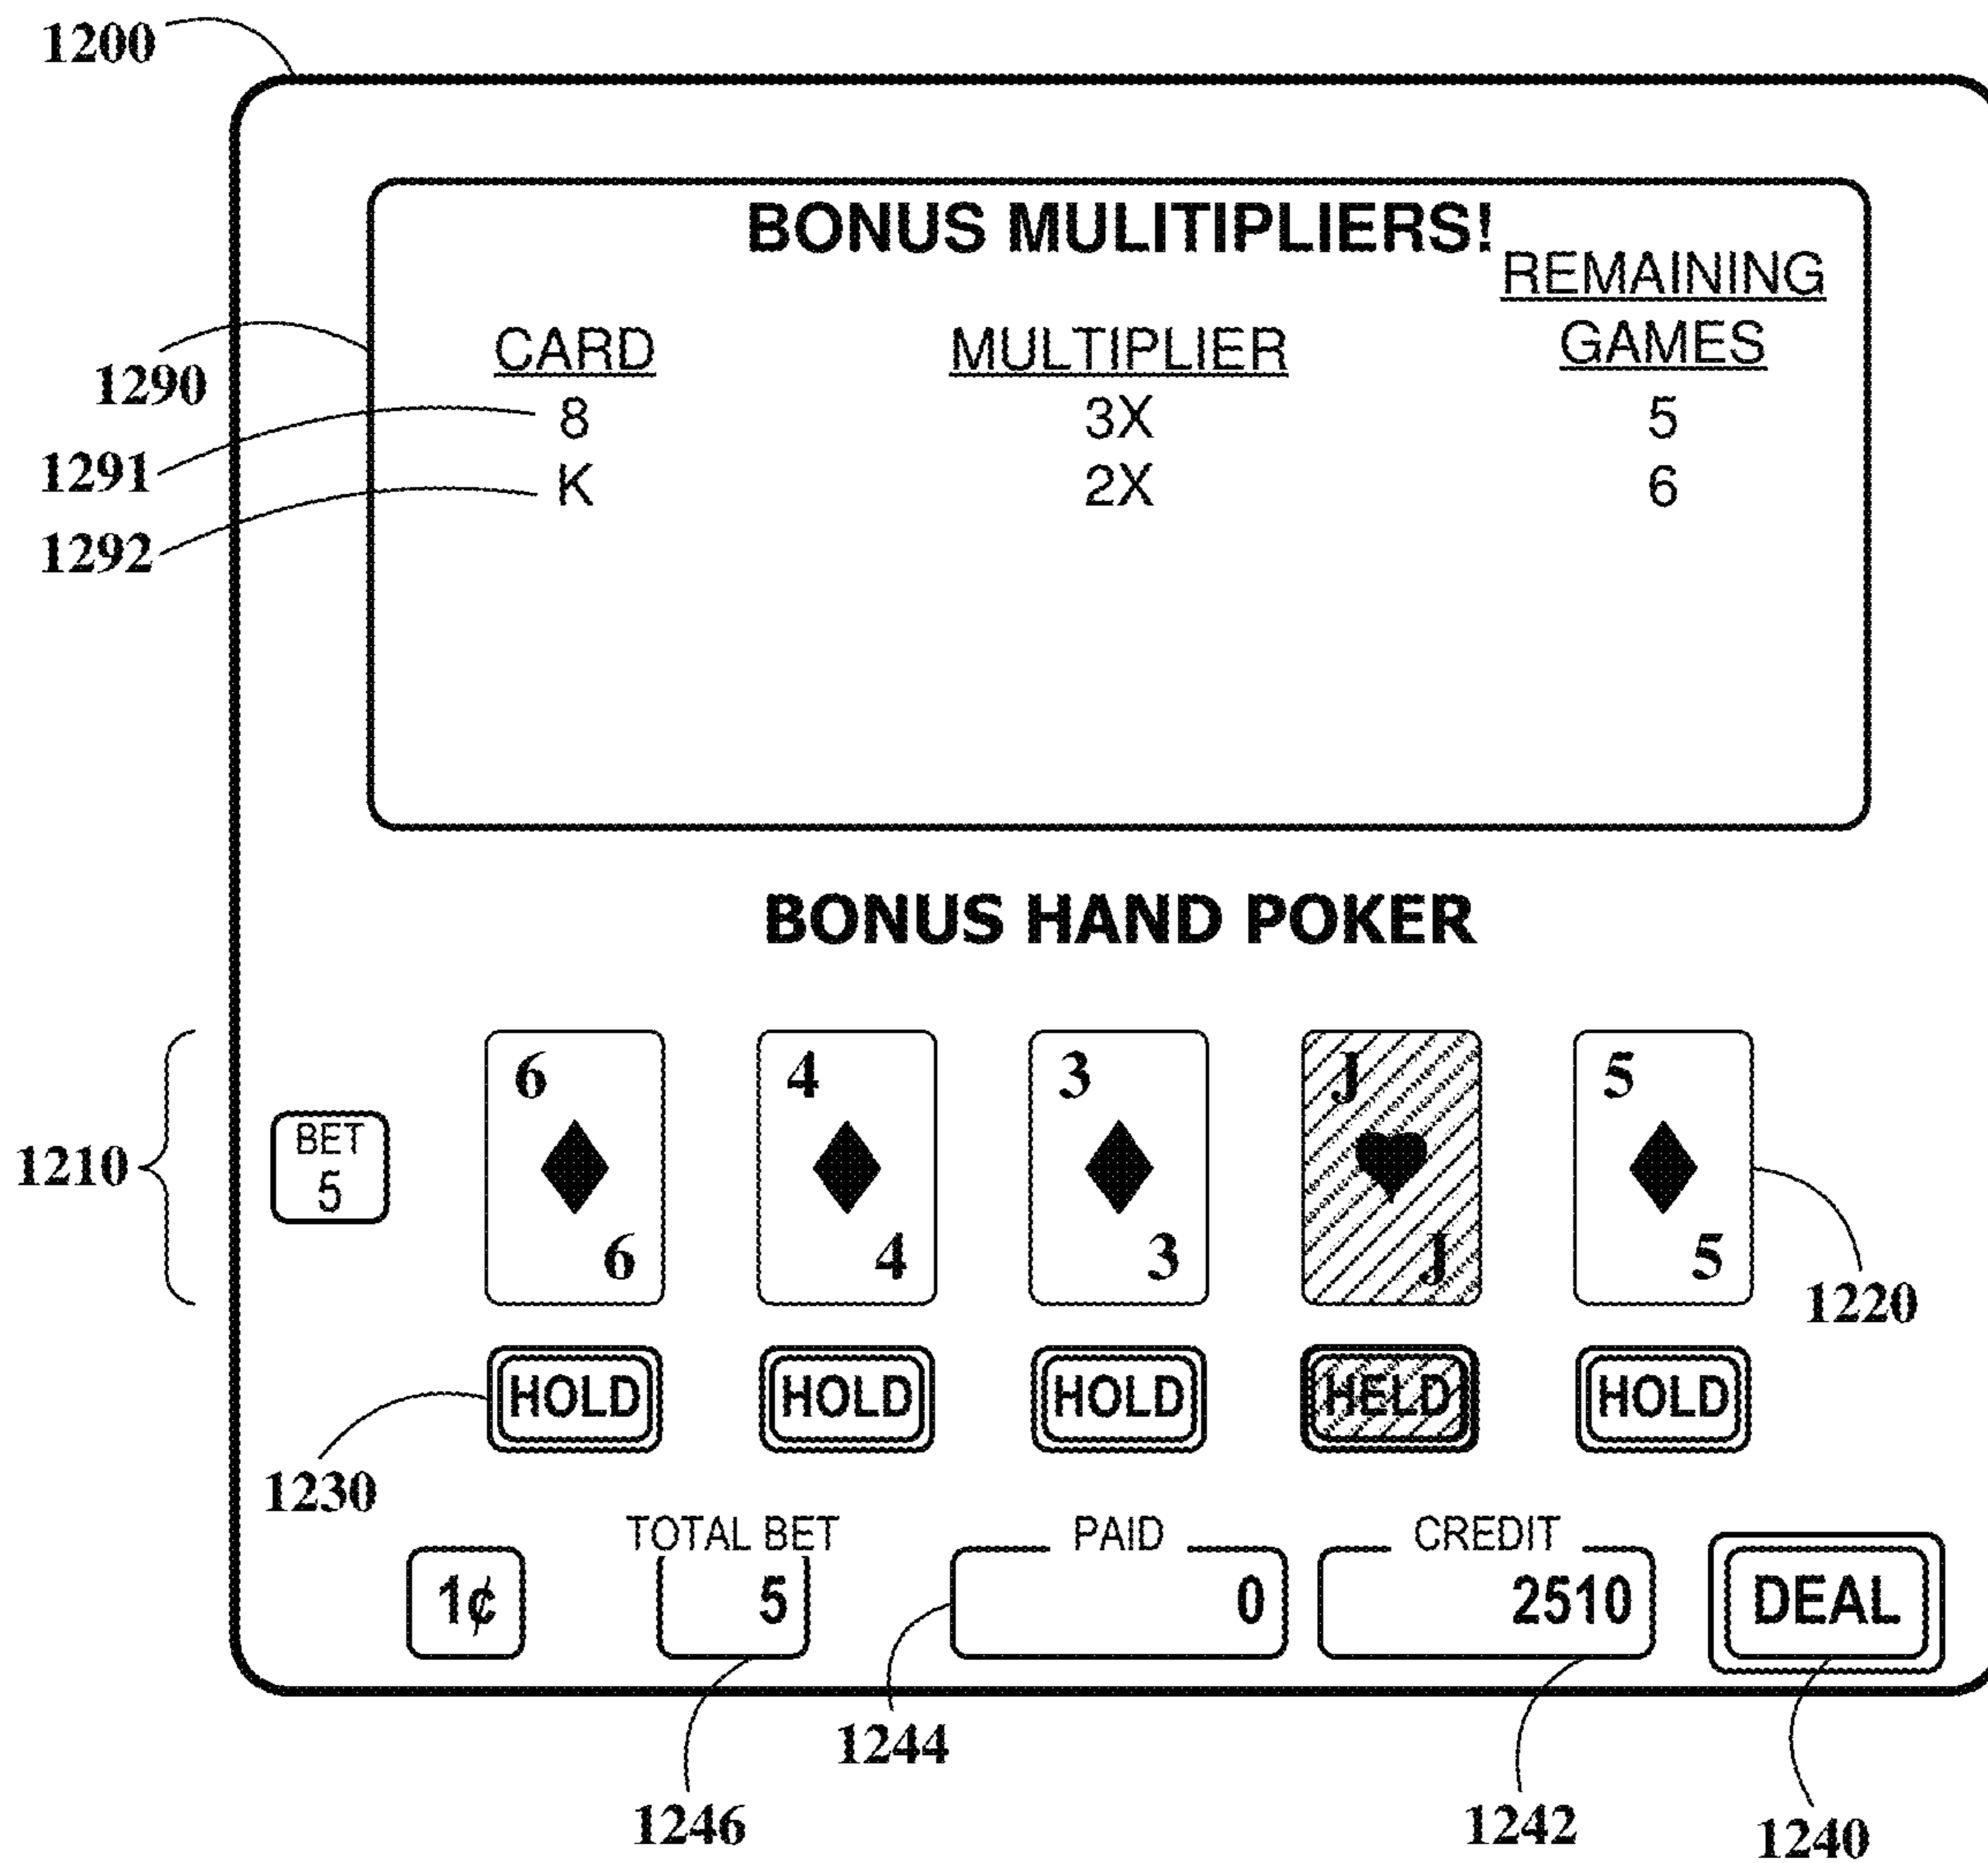 1200
BONUS MULITIPLIERS!
REMAINING
CARD MULTIPLIER GAMES
1290
8 3X 5
1291
K 2X 6
1292
BONUS HAND POKER
6 4 3 J 5
BET
5
1210
6 4 3 J 5
1220
HOLD HOLD HOLD HELD HOLD
1230
TOTAL BET PAID CREDIT
1¢ 5 0 2510 DEAL
1244
1246 1242 1240